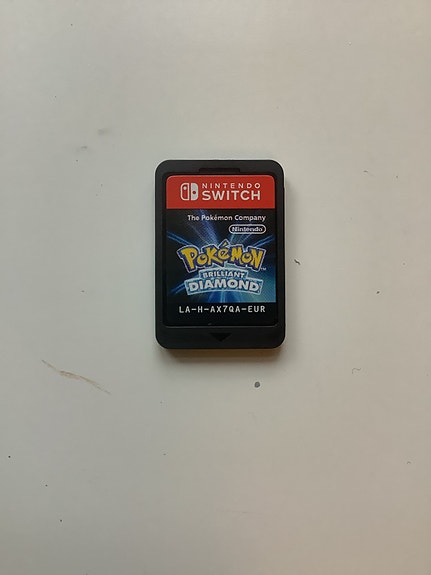 NINTENDO
SWITCH
The Pokémon Company
Nintendo
POKÉMON
BRILLIANT
DIAMOND
LA-H-AX7QA-EUR